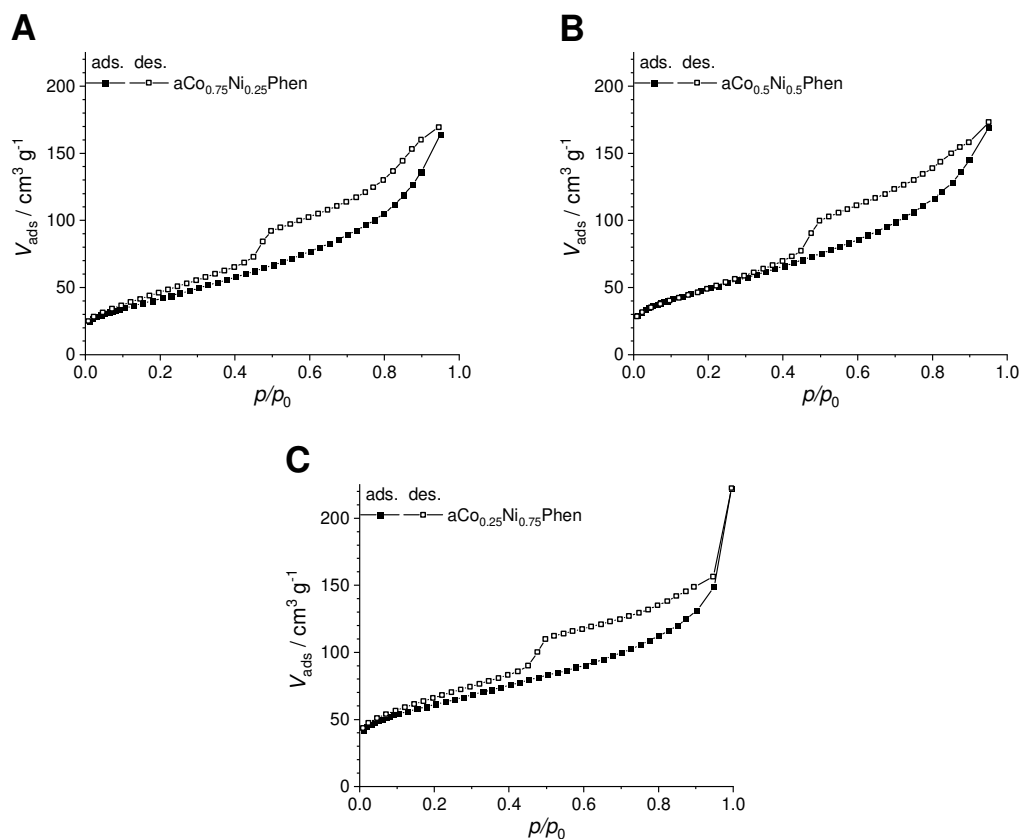 A
ads. des.
aCo0.75Ni0.25Phen
200
150
100
50
0
Vads / cm3 g-1
0.0 0.2 0.4 0.6 0.8 1.0
p/p0
B
ads. des.
aCo0.5Ni0.5Phen
200
150
100
50
0
Vads / cm3 g-1
0.0 0.2 0.4 0.6 0.8 1.0
p/p0
C
ads. des.
aCo0.25Ni0.75Phen
200
150
100
50
0
Vads / cm3 g-1
0.0 0.2 0.4 0.6 0.8 1.0
p/p0